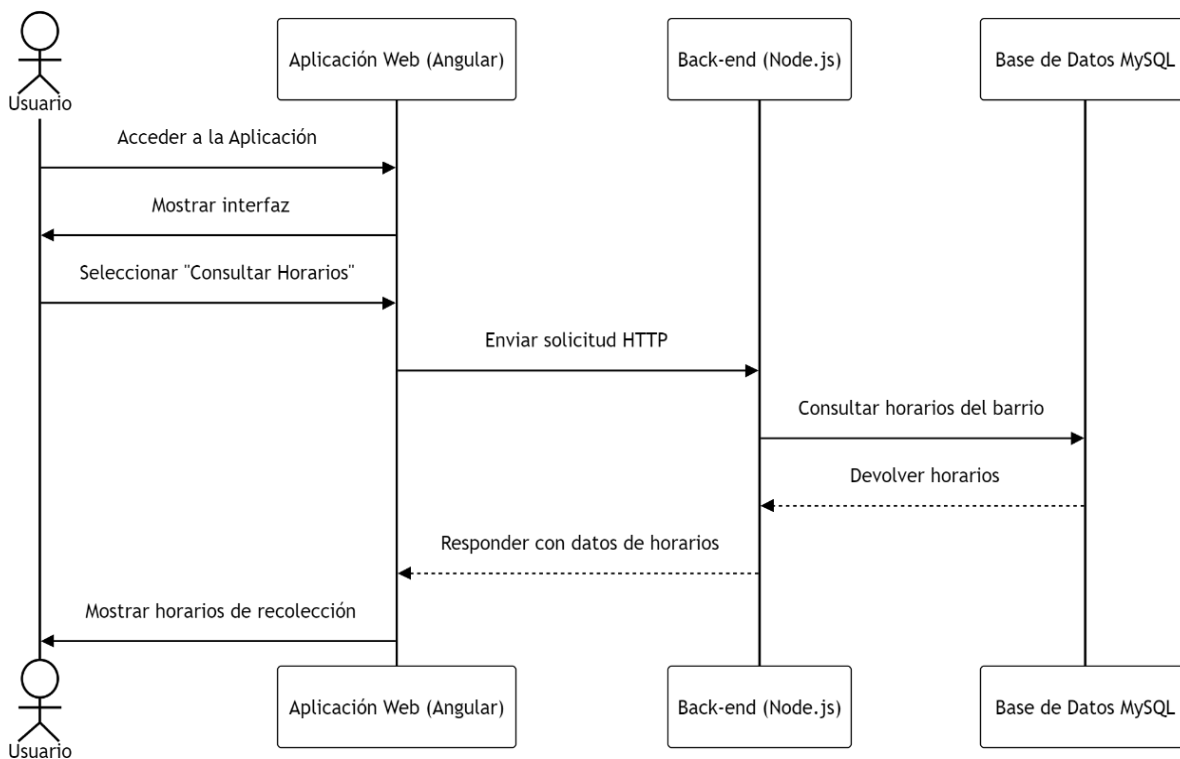 Aplicación Web (Angular)
Back-end (Node.js)
Base de Datos MySQL
Usuario
Acceder a la Aplicación
Mostrar interfaz
Seleccionar "Consultar Horarios"
Enviar solicitud HTTP
Consultar horarios del barrio
Devolver horarios
Responder con datos de horarios
Mostrar horarios de recolección
Aplicación Web (Angular)
Back-end (Node.js)
Base de Datos MySQL
Usuario